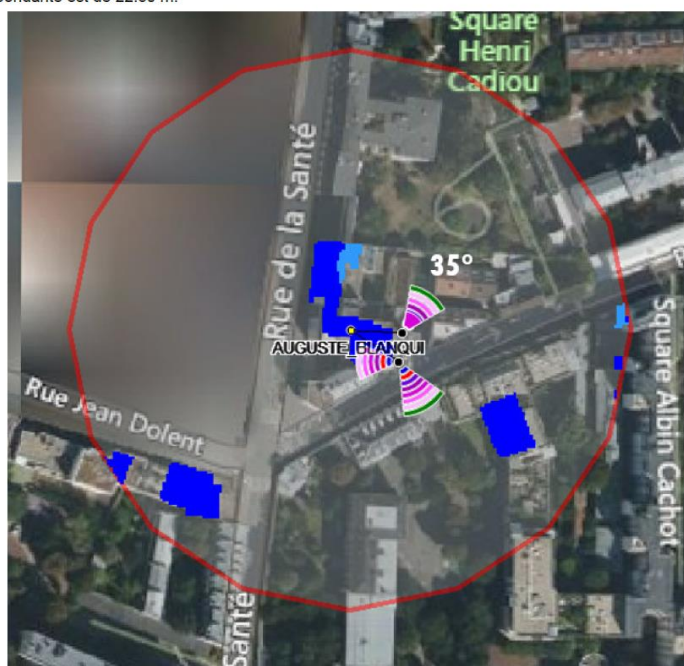 Square
Henri
Cadiou
Rue de la Santé
35°
AUGUSTE_BLANQUI
Rue Jean Dolent
Square Albin Cachot
Santé